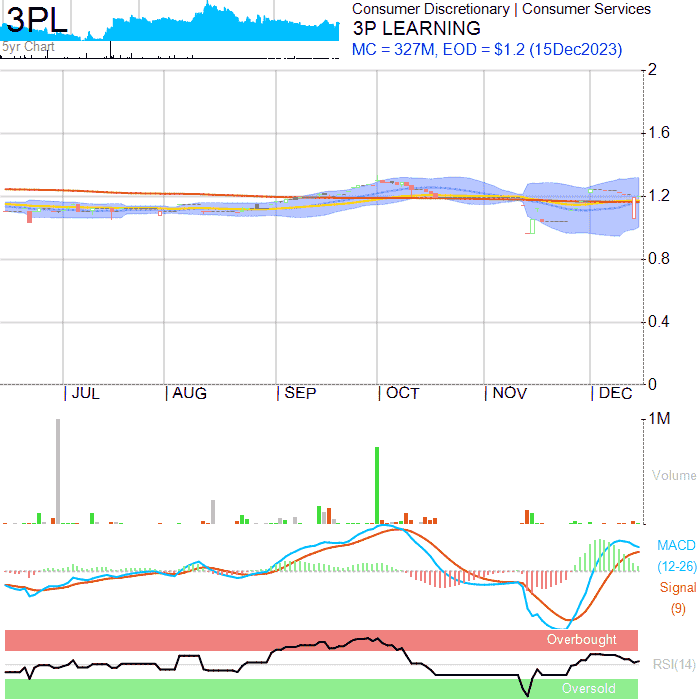 3PL
5yr Chart
Consumer Discretionary | Consumer Services
3P LEARNING
MC = 327M, EOD = $1.2 (15Dec2023)
2
1.6
1.2
0.8
0.4
0
JUL AUG SEP OCT NOV DEC
1M
Volume
MACD
(12-26)
Signal
(9)
Overbought
RSI(14)
Oversold